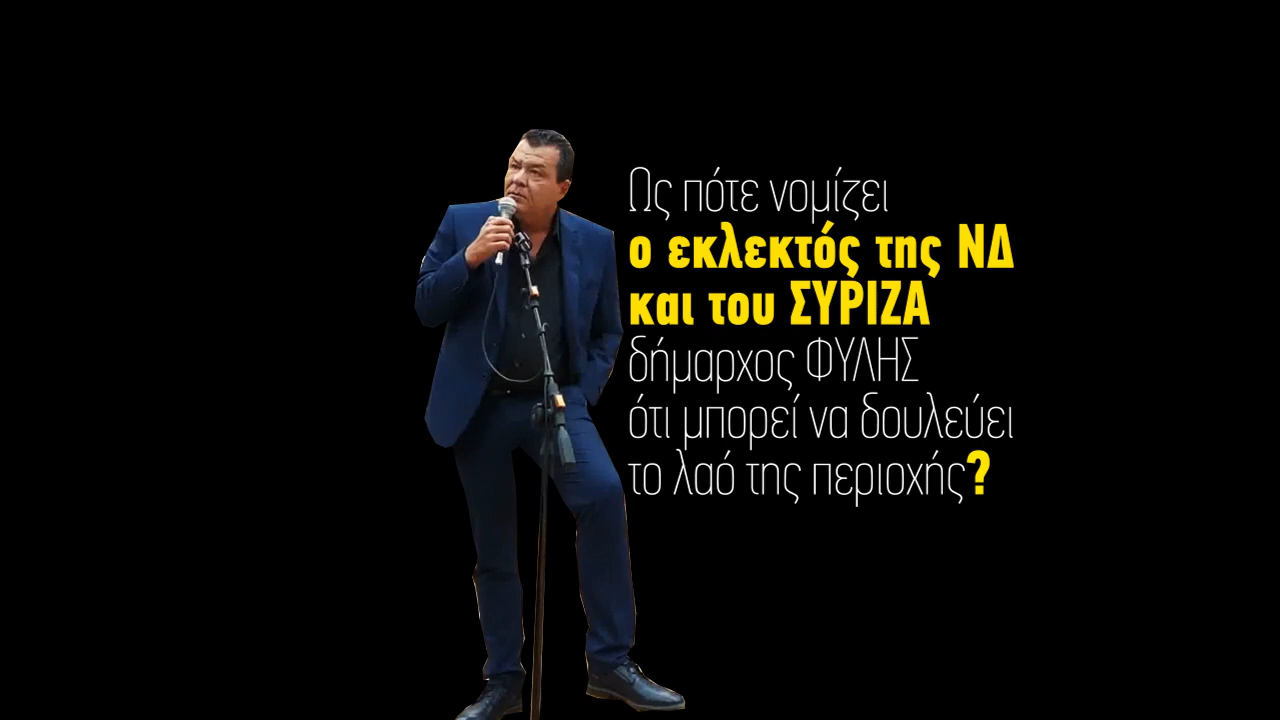 Ως πότε νομίζει
ο εκλεκτός της ΝΔ
και του ΣΥΡΙΖΑ
δήμαρχος ΦΥΛΗΣ
ότι μπορεί να δουλεύει
το λαό της περιοχής?